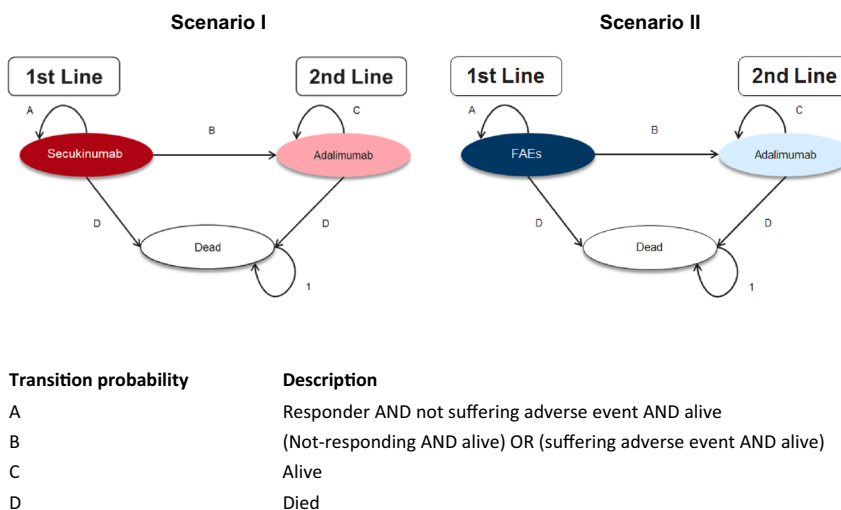 Scenario I
Scenario II
1st Line
2nd Line
1st Line
2nd Line
A
C
A
C
B
B
Secukinumab
Adalimumab
FAEs
Adalimumab
D
D
D
D
Dead
Dead
1
1
Transition probability Description
A Responder AND not suffering adverse event AND alive
B (Not-responding AND alive) OR (suffering adverse event AND alive)
C Alive
D Died